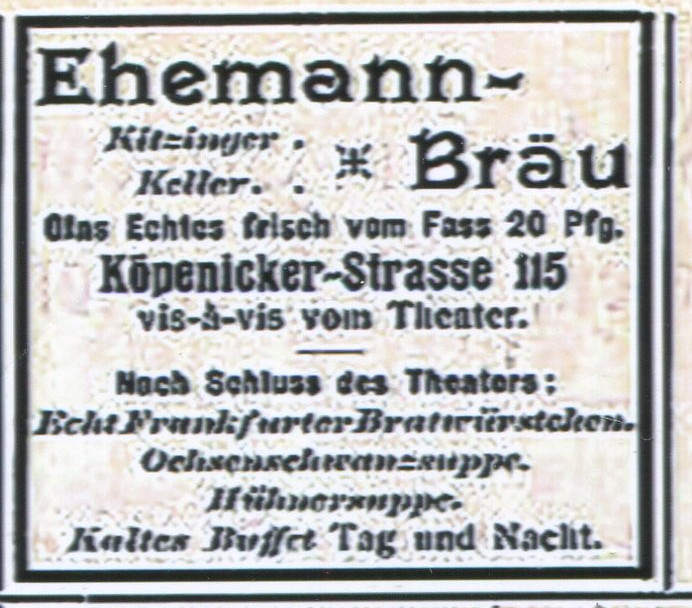 Ehemann-
Kitzinger . * Bräu
Keller. .
Glas Echtes frisch vom Fass 20 Pfg.
Köpenicker-Strasse 115
vis-à-vis vom Theater.
Nach Schluss des Theaters:
Echt Frankfurter Bratwürstchen.
Ochsenschwanzsuppe.
Hühnersuppe.
Kaltes Buffet Tag und Nacht.